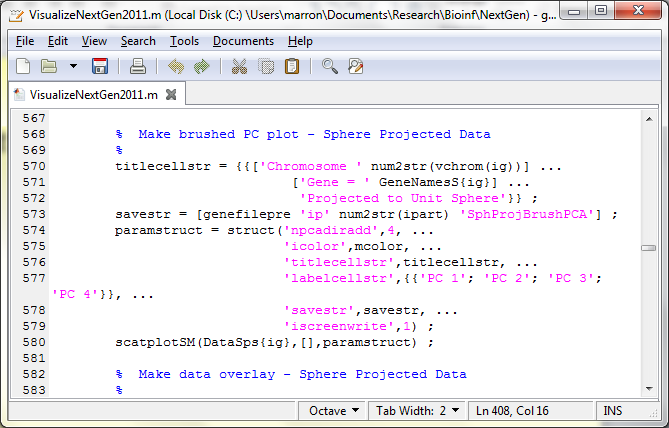 VisualizeNextGen2011.m (Local Disk (C:) \Users\marron\Documents\Research\Bioinf\NextGen) - g...
File Edit View Search Tools Documents Help
VisualizeNextGen2011.m
567
568 % Make brushed PC plot - Sphere Projected Data
569 %
570 titlecellstr = {{['Chromosome ' num2str(vchrom(ig))] ...
571 ['Gene = ' GeneNamesS{ig}] ...
572 'Projected to Unit Sphere'}} ;
573 savestr = [genefilepre 'ip' num2str(ipart) 'SphProjBrushPCA'] ;
574 paramstruct = struct('npcadiradd',4, ...
575 'icolor',mcolor, ...
576 'titlecellstr',titlecellstr, ...
577 'labelcellstr',{{'PC 1'; 'PC 2'; 'PC 3';
'PC 4'}}, ...
578 'savestr',savestr, ...
579 'iscreenwrite',1) ;
580 scatplotSM(DataSps{ig},[],paramstruct) ;
581
582 % Make data overlay - Sphere Projected Data
583 %
Octave Tab Width: 2 Ln 408, Col 16 INS